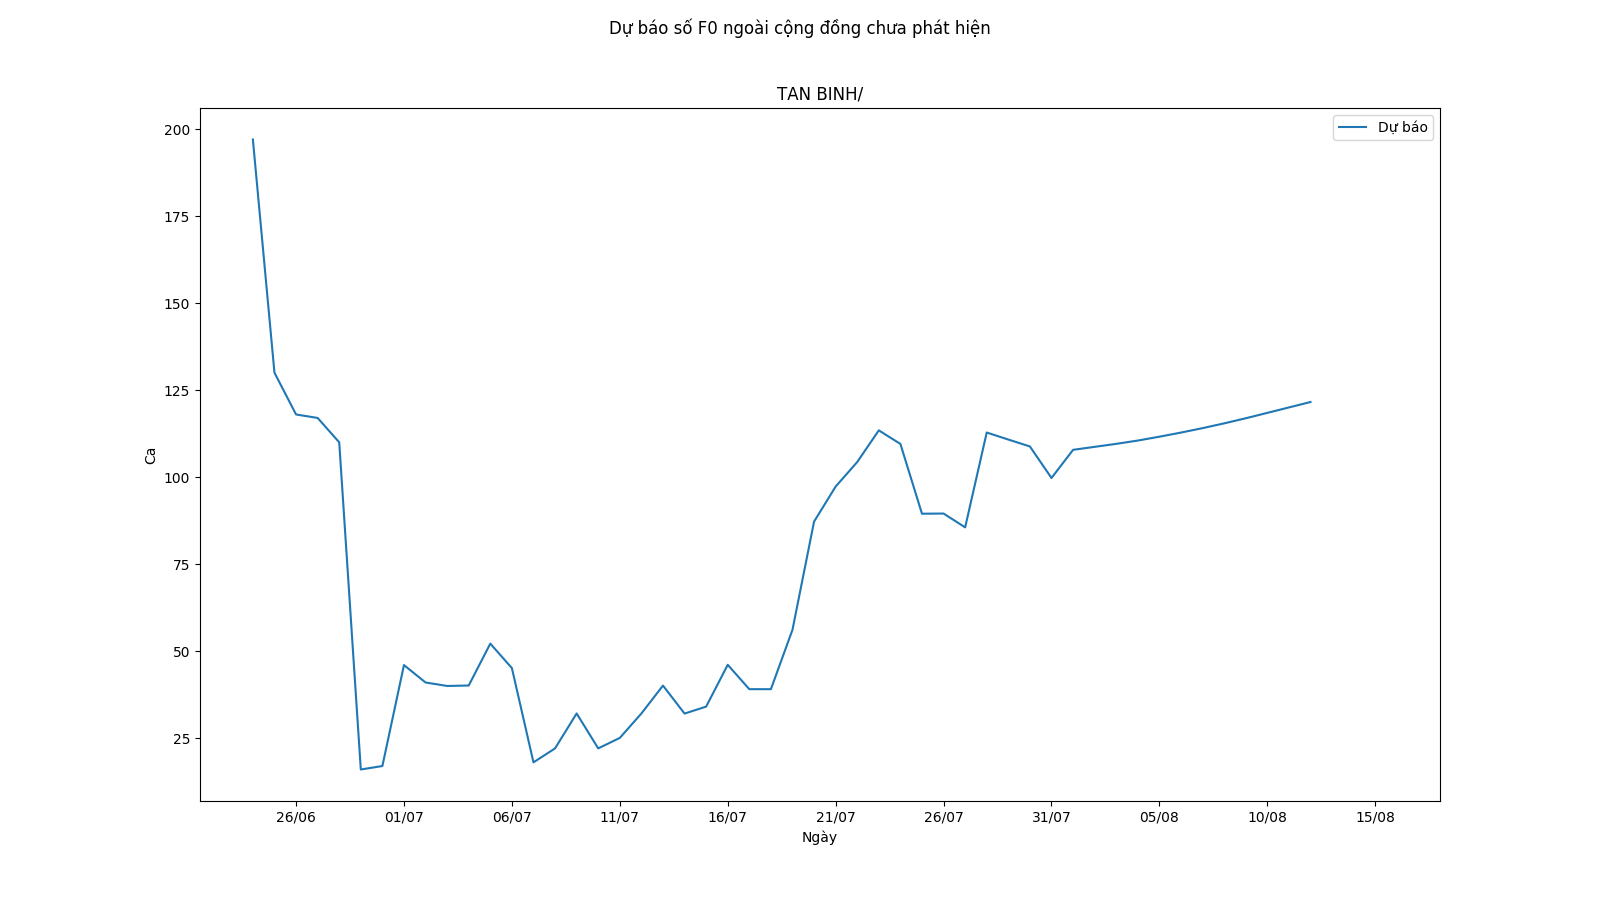 Dự báo số F0 ngoài cộng đồng chưa phát hiện
TAN BINH/
Dự báo
200
175
150
125
100
75
50
25
Ca
26/06 01/07 06/07 11/07 16/07 21/07 26/07 31/07 05/08 10/08 15/08
Ngày